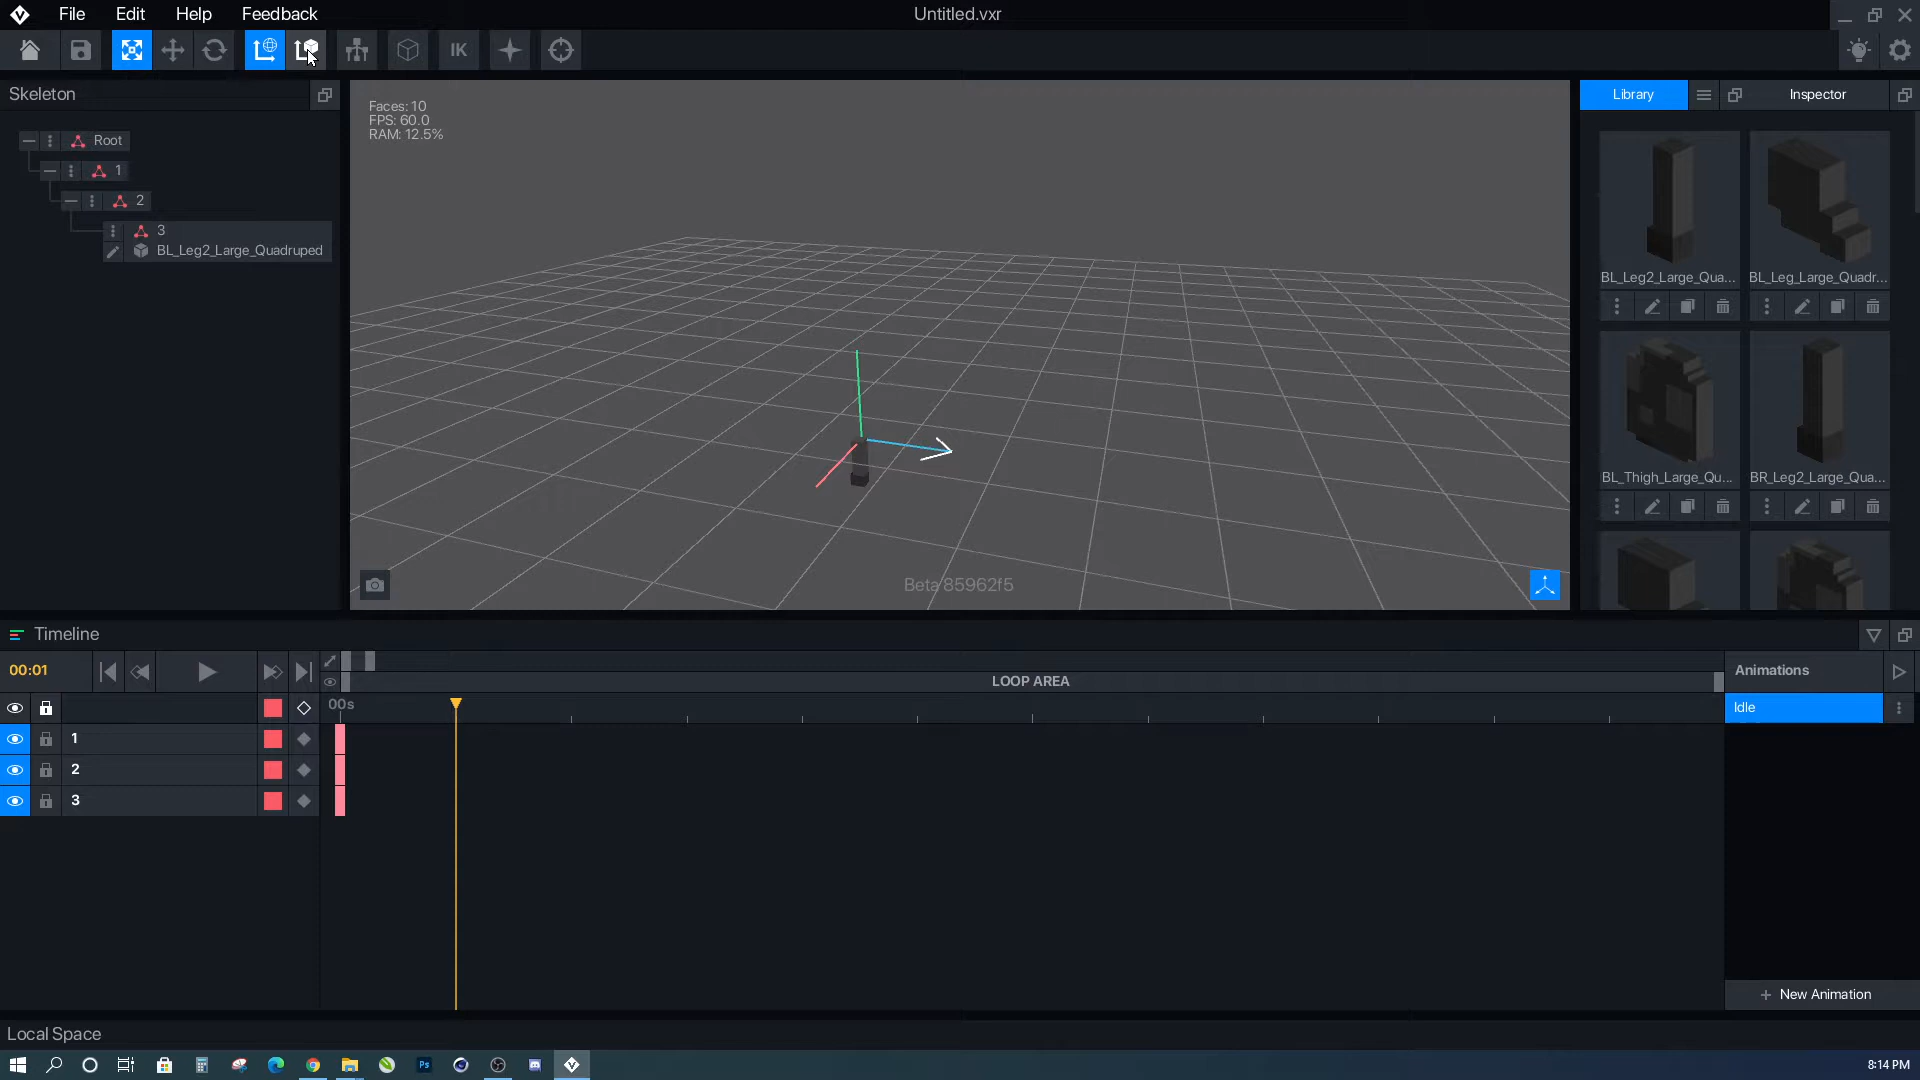 File Edit Help Feedback
Untitled.vxr
IK
Skeleton
Root
1
2
3
BL_Leg2_Large_Quadruped
Faces: 10
FPS: 60.0
RAM: 12.5%
Beta 85962f5
Library
Inspector
BL_Leg2_Large_Qua...
BL_Leg_Large_Quadr...
BL_Thigh_Large_Qu...
BR_Leg2_Large_Qua...
Timeline
00:01
LOOP AREA
Animations
00s
Idle
1
2
3
+ New Animation
Local Space
Ps
8:14 PM